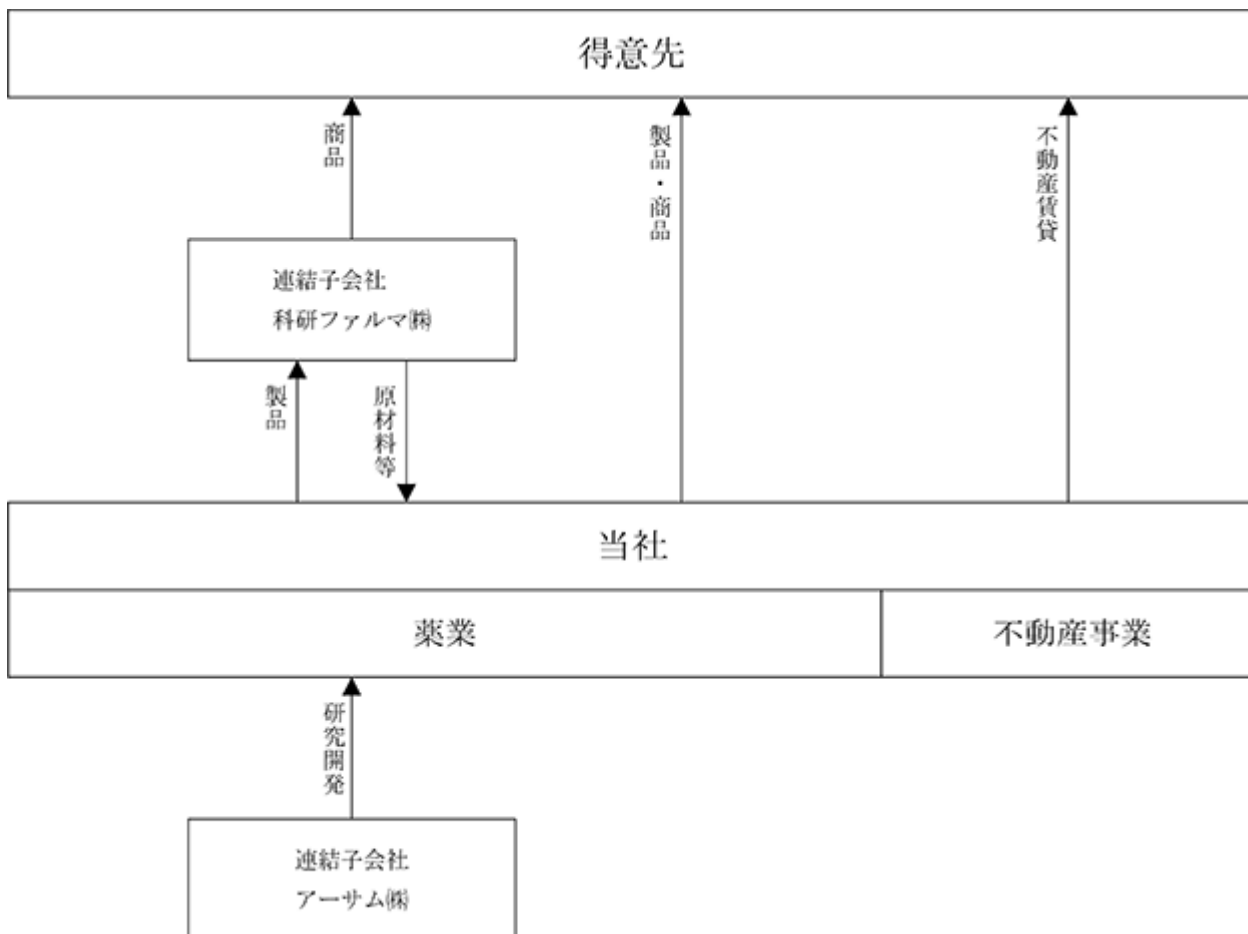 得意先
商品
製品・商品
不動産賃貸
連結子会社
科研ファルマ㈱
製品
原材料等
当社
薬業
不動産事業
研究開発
連結子会社
アーサム㈱